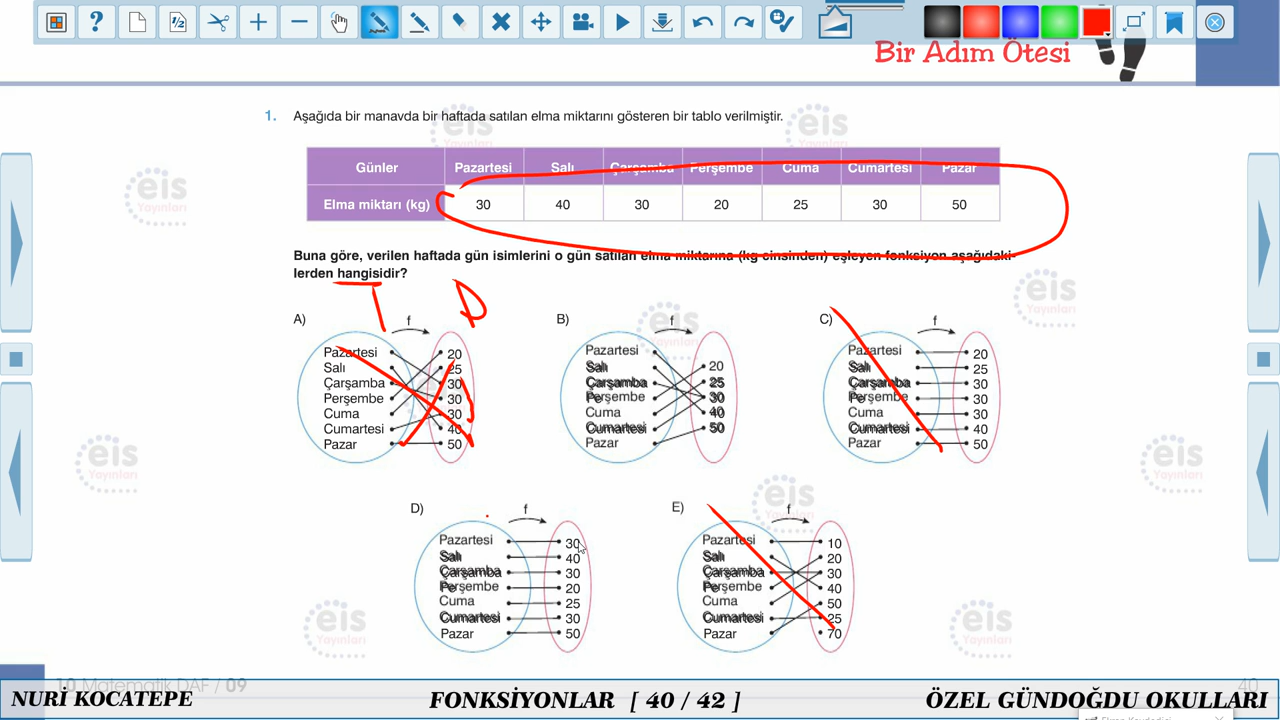 Bir Adım Ötesi
1. Aşağıda bir manavda bir haftada satılan elma miktarını gösteren bir tablo verilmiştir.
Günler Pazartesi Salı Çarşamba Perşembe Cuma Cumartesi Pazar
Elma miktarı (kg) 30 40 30 20 25 30 50
Buna göre, verilen haftada gün isimlerini o gün satılan elma miktarına (kg cinsinden) eşleyen fonksiyon aşağıdaki-
lerden hangisidir?
A) f
Pazartesi 20
Salı 25
Çarşamba 30
Perşembe 30
Cuma 30
Cumartesi 40
Pazar 50
B) f
Pazartesi
Salı 20
Çarşamba 25
Perşembe 30
Cuma 40
Cumartesi 50
Pazar
C) f
Pazartesi 20
Salı 25
Çarşamba 30
Perşembe 30
Cuma 30
Cumartesi 40
Pazar 50
D) f
Pazartesi 30
Salı 40
Çarşamba 30
Perşembe 20
Cuma 25
Cumartesi 30
Pazar 50
E) f
Pazartesi 10
Salı 20
Çarşamba 30
Perşembe 40
Cuma 50
Cumartesi 25
Pazar 70
eis Yayınları
10 Matematik DAF / 09
40
NURİ KOCATEPE
FONKSİYONLAR [ 40 / 42 ]
ÖZEL GÜNDOĞDU OKULLARI